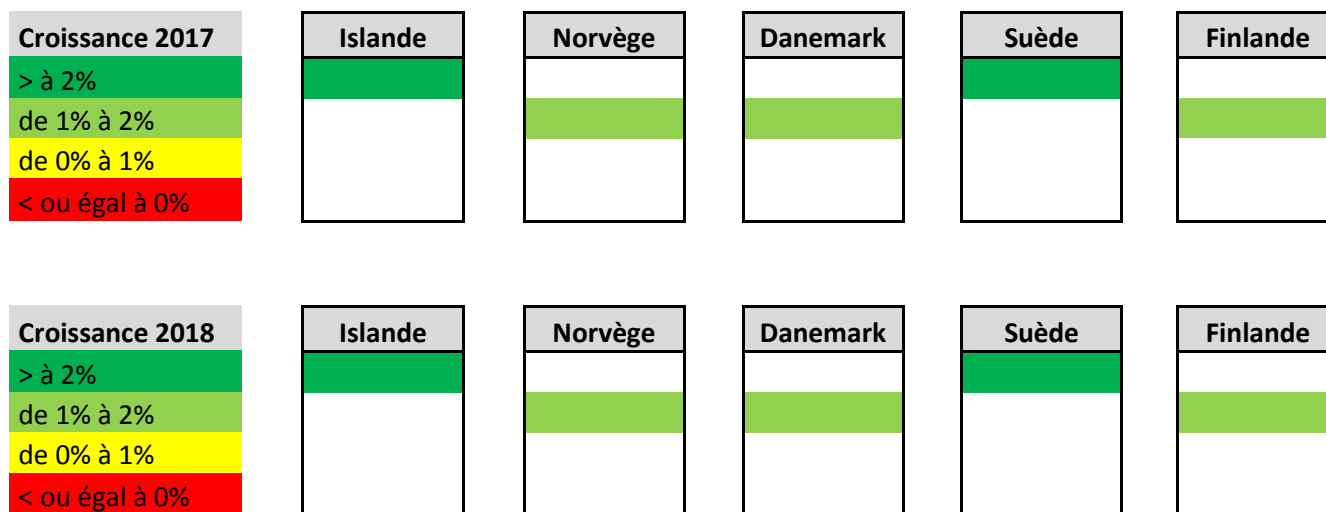 Croissance 2017 Islande Norvège Danemark Suède Finlande
> à 2%
de 1% à 2%
de 0% à 1%
< ou égal à 0%
Croissance 2018 Islande Norvège Danemark Suède Finlande
> à 2%
de 1% à 2%
de 0% à 1%
< ou égal à 0%